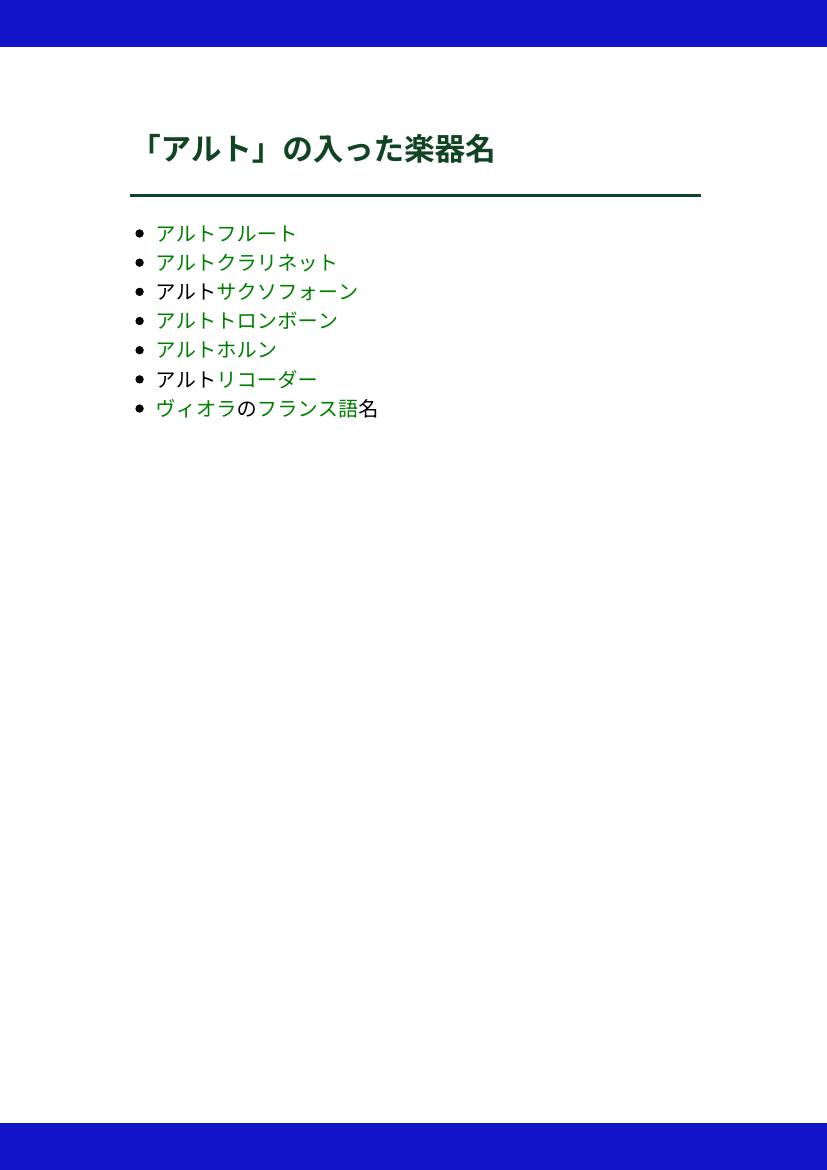 「アルト」の入った楽器名
アルトフルート
アルトクラリネット
アルトサクソフォーン
アルトトロンボーン
アルトホルン
アルトリコーダー
ヴィオラのフランス語名